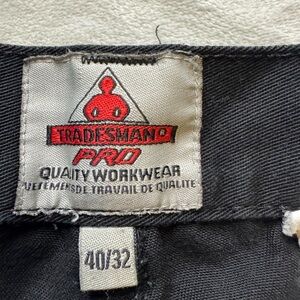 TRADESMAN
PRO
QUALITY WORKWEAR
VETEMENTS DE TRAVAIL DE QUALITE
40/32